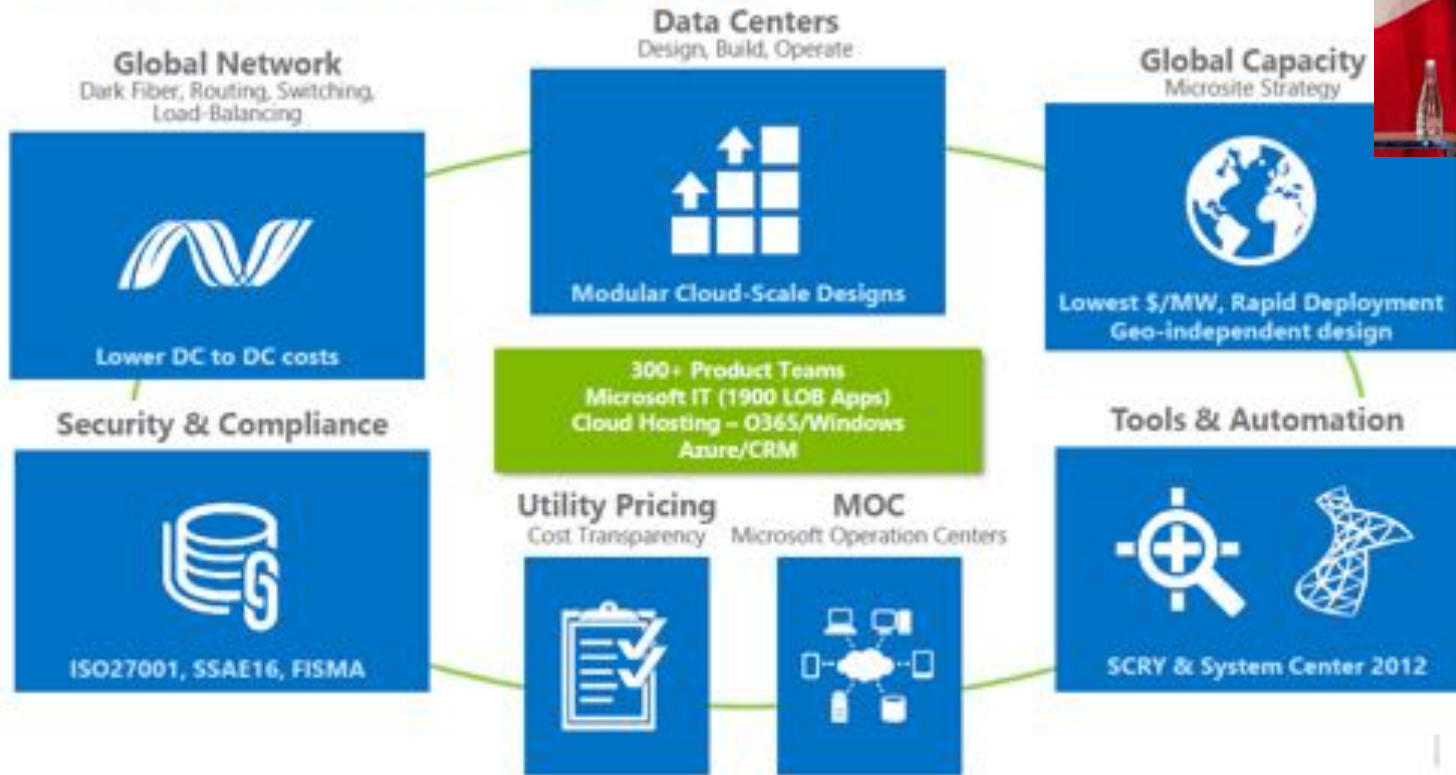 Data Centers
Design, Build, Operate
Modular Cloud-Scale Designs
Global Network
Dark Fiber, Routing, Switching,
Load-Balancing
Lower DC to DC costs
Global Capacity
Microsite Strategy
Lowest $/MW, Rapid Deployment
Geo-independent design
300+ Product Teams
Microsoft IT (1900 LOB Apps)
Cloud Hosting – O365/Windows
Azure/CRM
Security & Compliance
ISO27001, SSAE16, FISMA
Utility Pricing
Cost Transparency
MOC
Microsoft Operation Centers
Tools & Automation
SCRY & System Center 2012